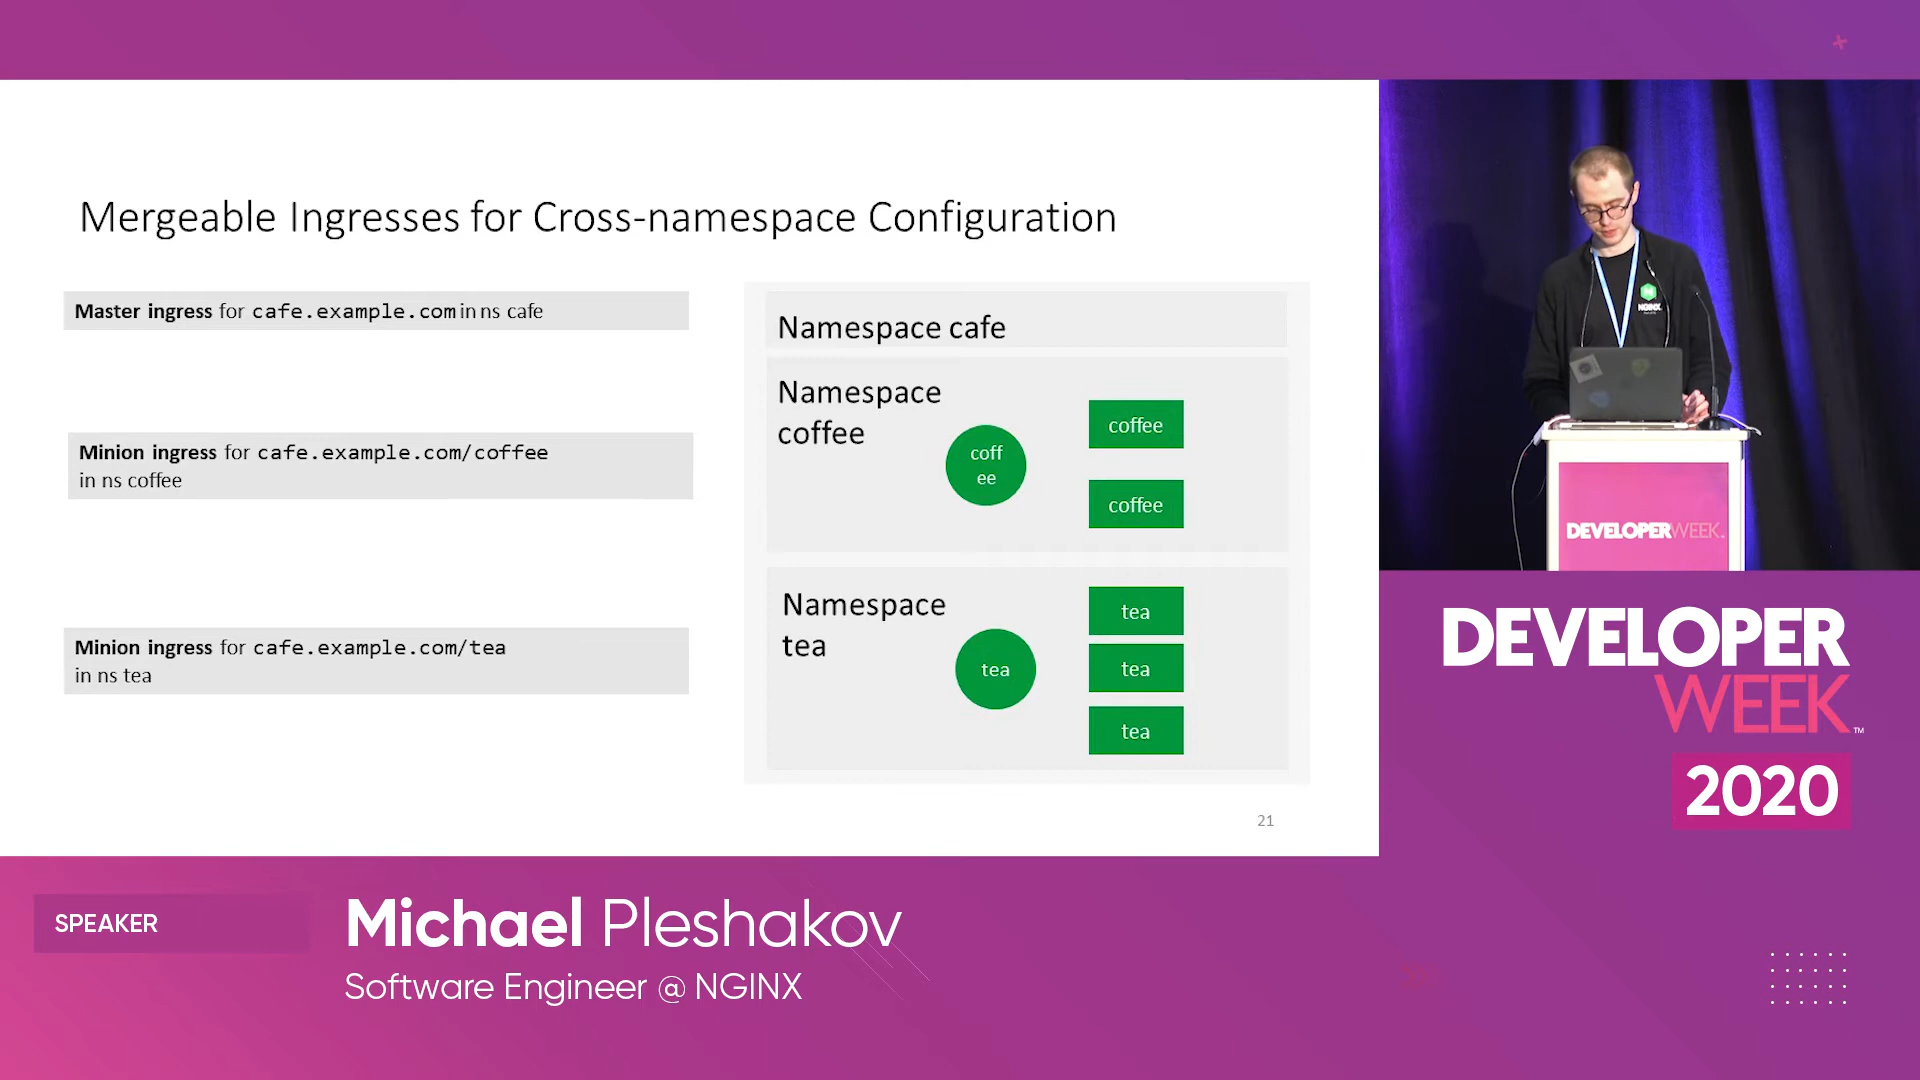 Mergeable Ingresses for Cross-namespace Configuration
Master ingress for cafe.example.com in ns cafe
Minion ingress for cafe.example.com/coffee
in ns coffee
Minion ingress for cafe.example.com/tea
in ns tea
Namespace cafe
Namespace
coffee
coff
ee
coffee
coffee
Namespace
tea
tea
tea
tea
tea
21
NGINX
DEVELOPERWEEK
DEVELOPER
WEEK™
2020
SPEAKER
Michael Pleshakov
Software Engineer @ NGINX